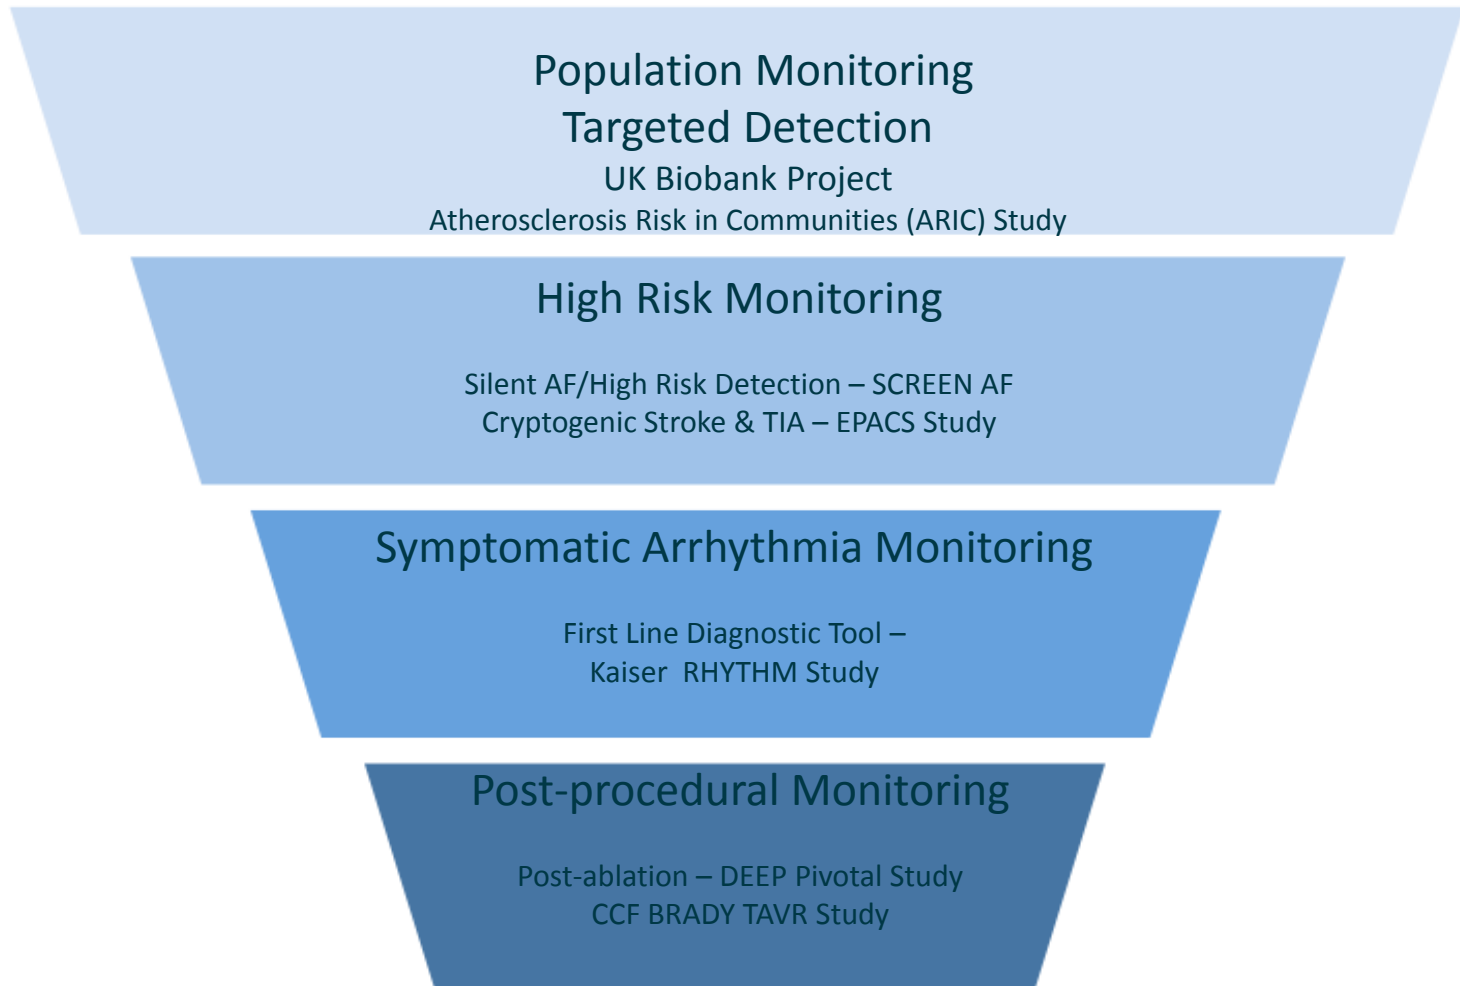 Population Monitoring
Targeted Detection
UK Biobank Project
Atherosclerosis Risk in Communities (ARIC) Study
High Risk Monitoring
Silent AF/High Risk Detection – SCREEN AF
Cryptogenic Stroke & TIA – EPACS Study
Symptomatic Arrhythmia Monitoring
First Line Diagnostic Tool –
Kaiser  RHYTHM Study
Post-procedural Monitoring
Post-ablation – DEEP Pivotal Study
CCF BRADY TAVR Study